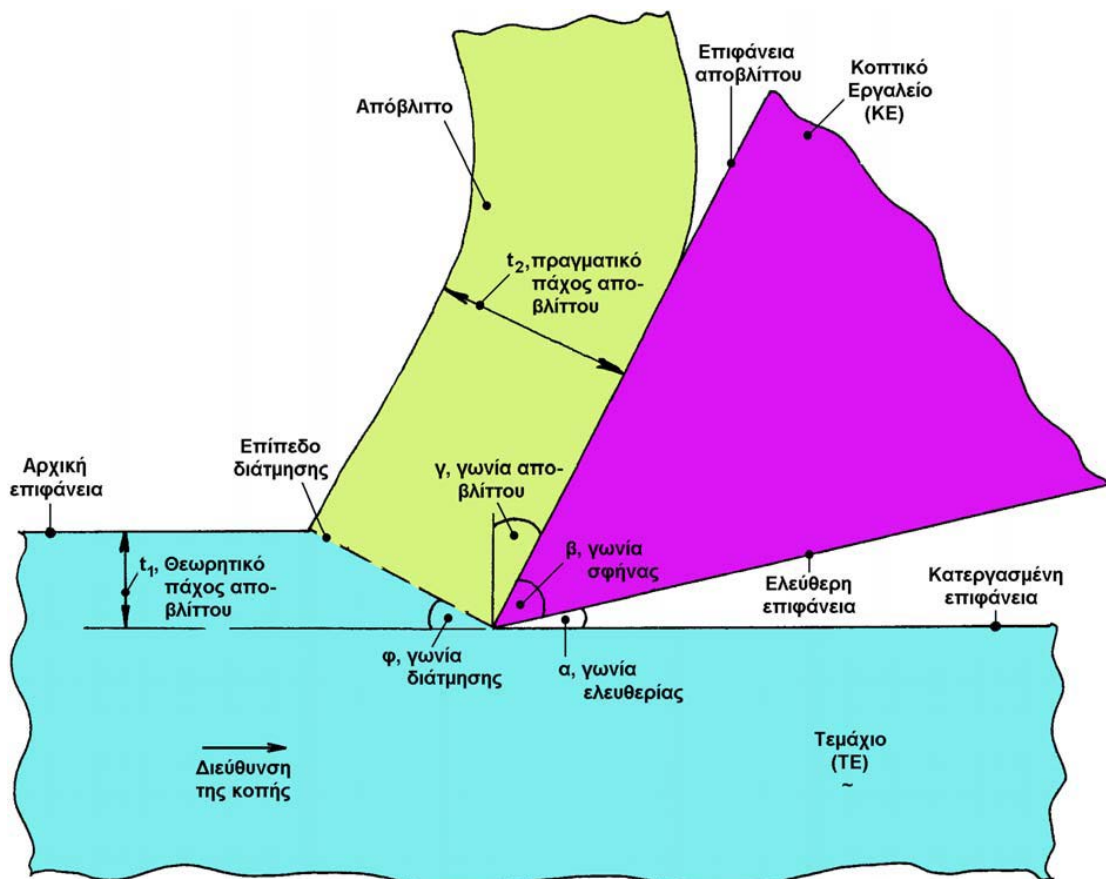 Επιφάνεια
αποβλίττου
Κοπτικό
Εργαλείο
(ΚΕ)
Απόβλιττο
t₂, πραγματικό
πάχος απο-
βλίττου
Επίπεδο
διάτμησης
Αρχική
επιφάνεια
γ, γωνία απο-
βλίττου
t₁, Θεωρητικό
πάχος απο-
βλίττου
β, γωνία
σφήνας
Ελεύθερη
επιφάνεια
Κατεργασμένη
επιφάνεια
φ, γωνία
διάτμησης
α, γωνία
ελευθερίας
Διεύθυνση
της κοπής
Τεμάχιο
(ΤΕ)
~